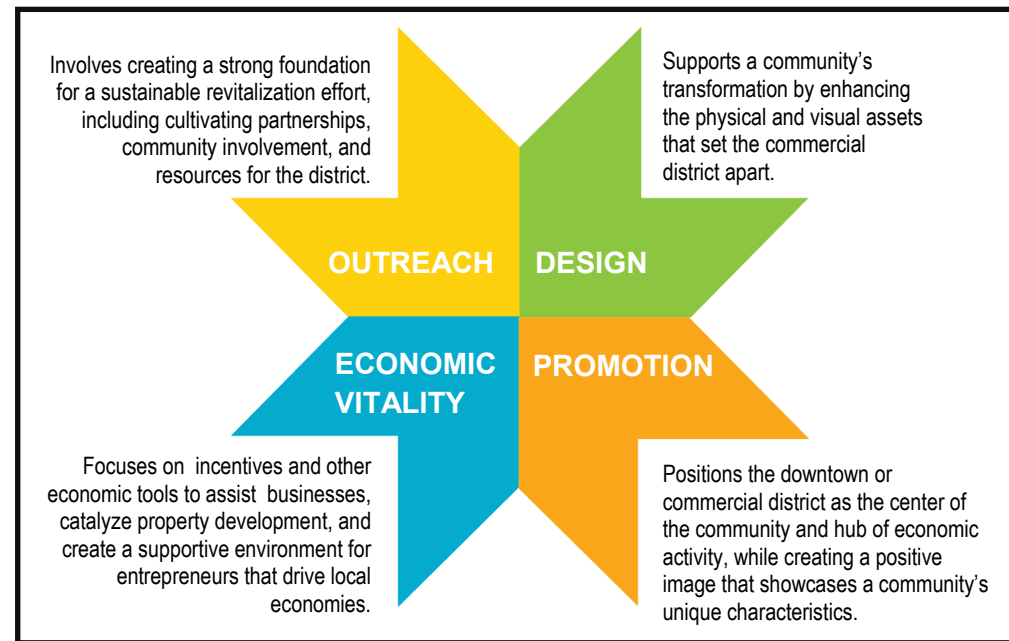 Involves creating a strong foundation
for a sustainable revitalization effort,
including cultivating partnerships,
community involvement, and
resources for the district.
Supports a community’s
transformation by enhancing
the physical and visual assets
that set the commercial
district apart.
OUTREACH
DESIGN
ECONOMIC
VITALITY
PROMOTION
Focuses on incentives and other
economic tools to assist businesses,
catalyze property development, and
create a supportive environment for
entrepreneurs that drive local
economies.
Positions the downtown or
commercial district as the center of
the community and hub of economic
activity, while creating a positive
image that showcases a community’s
unique characteristics.